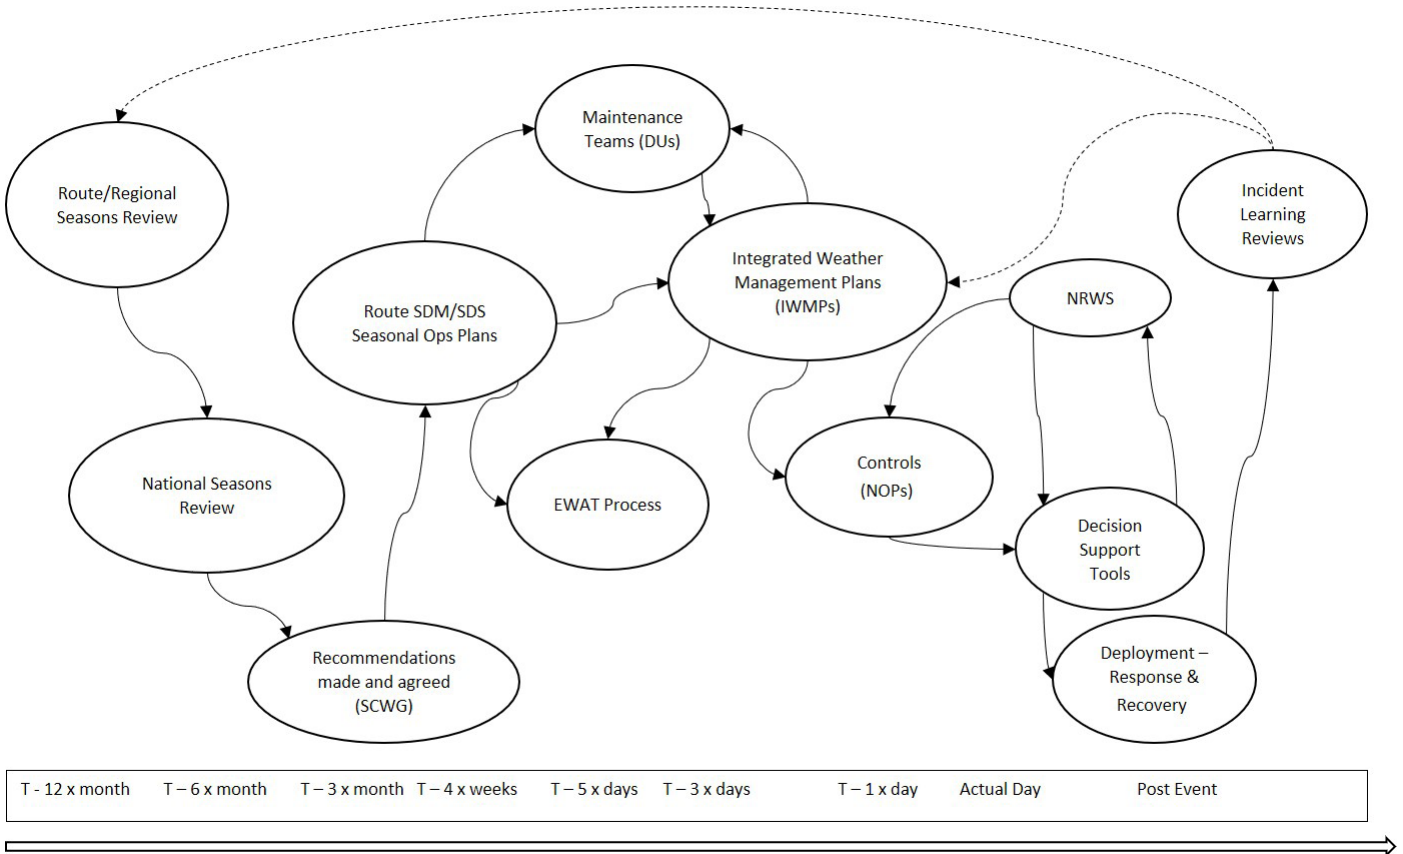 Maintenance
Teams (DUs)
Route/Regional
Seasons Review
Incident
Learning
Reviews
Integrated Weather
Management Plans
(IWMPs)
NRWS
Route SDM/SDS
Seasonal Ops Plans
National Seasons
Review
EWAT Process
Controls
(NOPs)
Decision
Support
Tools
Recommendations
made and agreed
(SCWG)
Deployment –
Response &
Recovery
T - 12 x month T – 6 x month T – 3 x month T – 4 x weeks T – 5 x days T – 3 x days T – 1 x day Actual Day Post Event